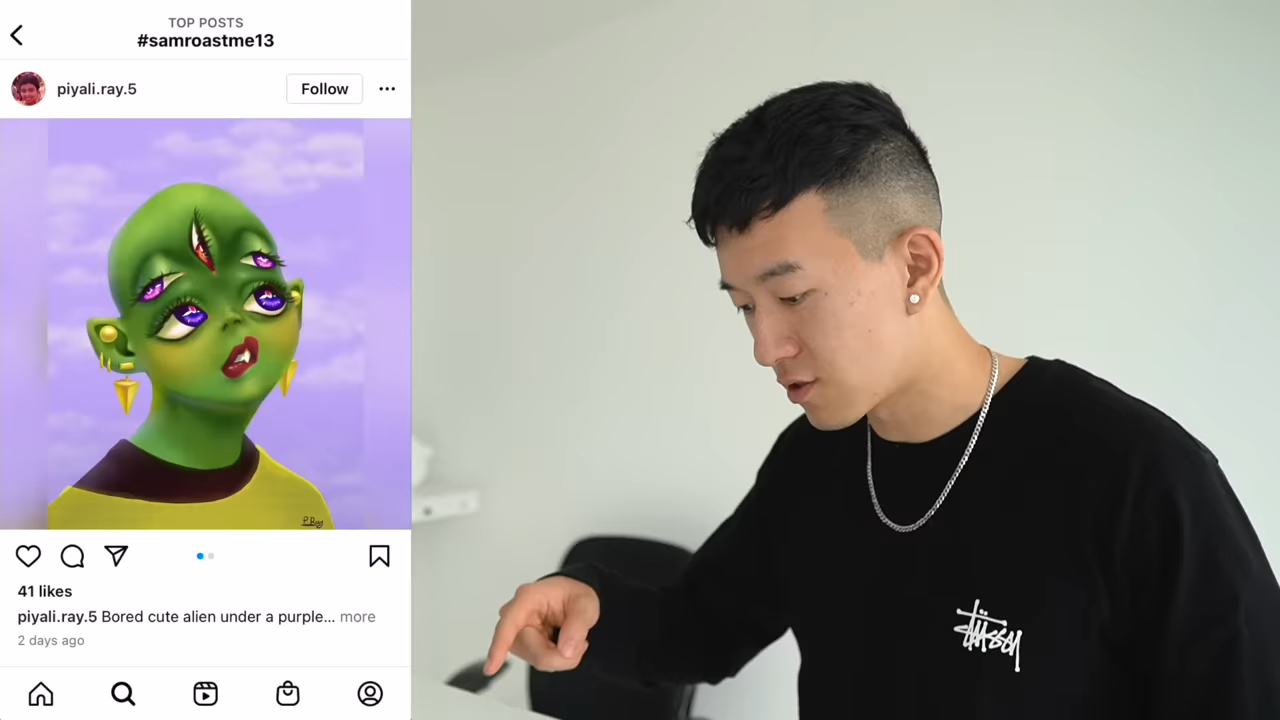 TOP POSTS
#samroastme13
piyali.ray.5
Follow
P.Ray
41 likes
piyali.ray.5 Bored cute alien under a purple... more
2 days ago
Stüssy